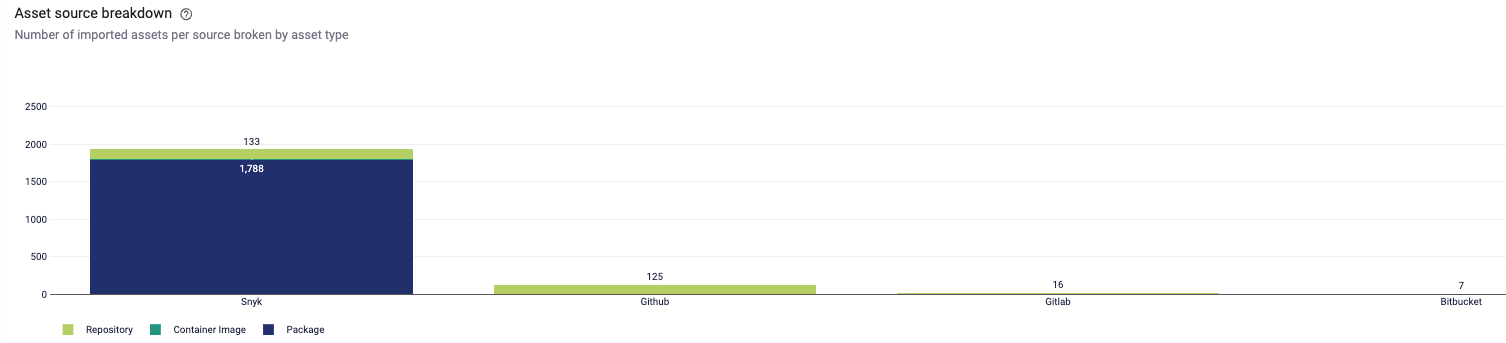 Asset source breakdown ?
Number of imported assets per source broken by asset type
2500
2000
1500
1000
500
0
133
1,788
125
16
7
Snyk Github Gitlab Bitbucket
Repository Container Image Package